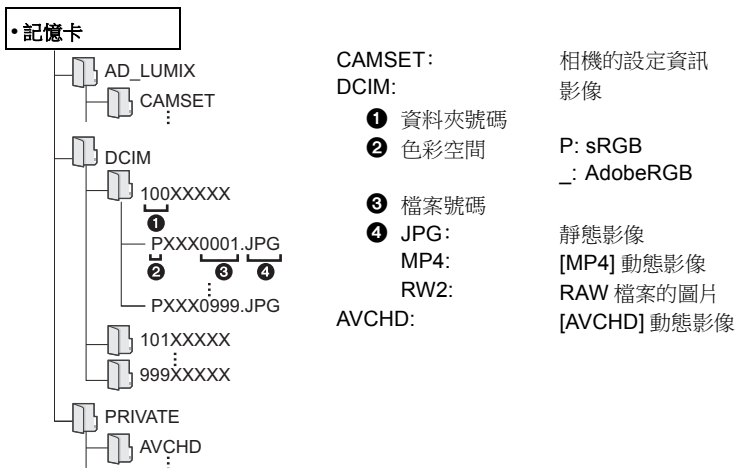 • 記憶卡
AD_LUMIX
CAMSET
DCIM
100XXXXX
❶
PXXX0001.JPG
❷ ❸ ❹
PXXX0999.JPG
101XXXXX
999XXXXX
PRIVATE
AVCHD
CAMSET: 相機的設定資訊
DCIM: 影像
❶ 資料夾號碼
❷ 色彩空間 P: sRGB
_: AdobeRGB
❸ 檔案號碼
❹ JPG: 靜態影像
MP4: [MP4] 動態影像
RW2: RAW 檔案的圖片
AVCHD: [AVCHD] 動態影像